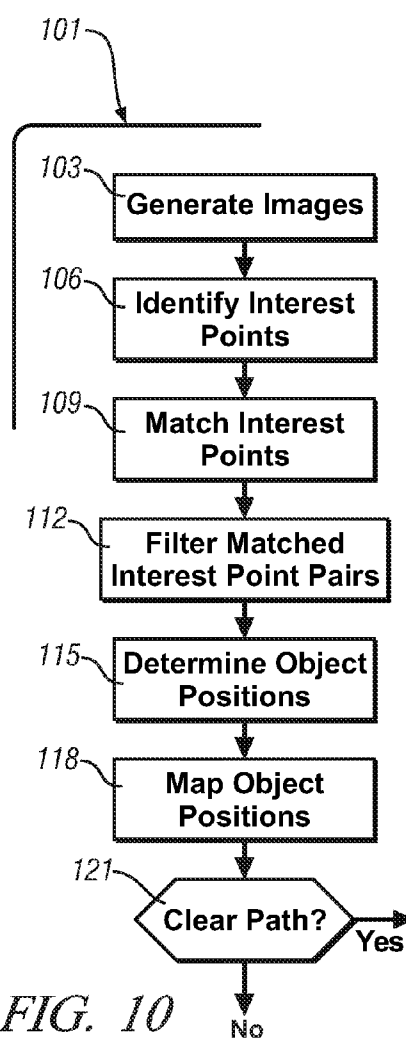 101
103
Generate Images
106
Identify Interest
Points
109
Match Interest
Points
112
Filter Matched
Interest Point Pairs
115
Determine Object
Positions
118
Map Object
Positions
121
Clear Path?
Yes
No
FIG. 10